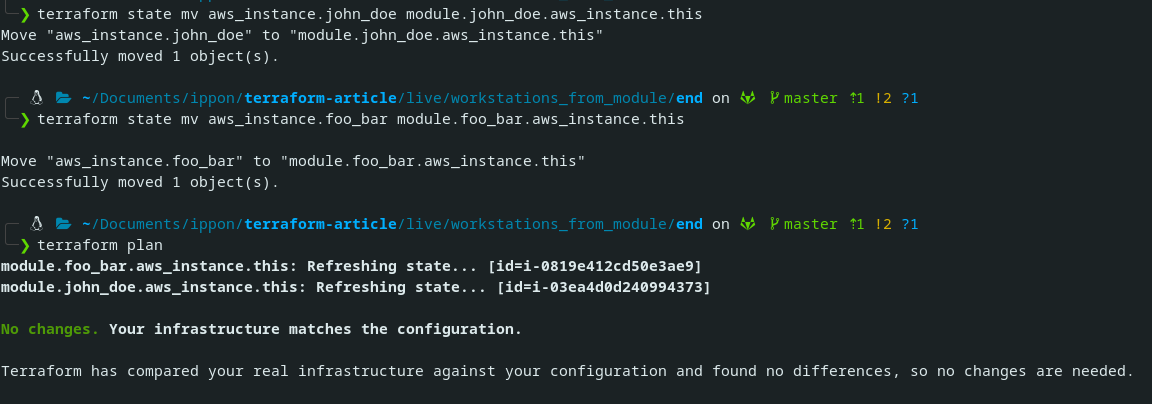 ❯ terraform state mv aws_instance.john_doe module.john_doe.aws_instance.this
Move "aws_instance.john_doe" to "module.john_doe.aws_instance.this"
Successfully moved 1 object(s).
~/Documents/ippon/terraform-article/live/workstations_from_module/end on master ⇡1 !2 ?1
❯ terraform state mv aws_instance.foo_bar module.foo_bar.aws_instance.this
Move "aws_instance.foo_bar" to "module.foo_bar.aws_instance.this"
Successfully moved 1 object(s).
~/Documents/ippon/terraform-article/live/workstations_from_module/end on master ⇡1 !2 ?1
❯ terraform plan
module.foo_bar.aws_instance.this: Refreshing state... [id=i-0819e412cd50e3ae9]
module.john_doe.aws_instance.this: Refreshing state... [id=i-03ea4d0d240994373]
No changes. Your infrastructure matches the configuration.
Terraform has compared your real infrastructure against your configuration and found no differences, so no changes are needed.